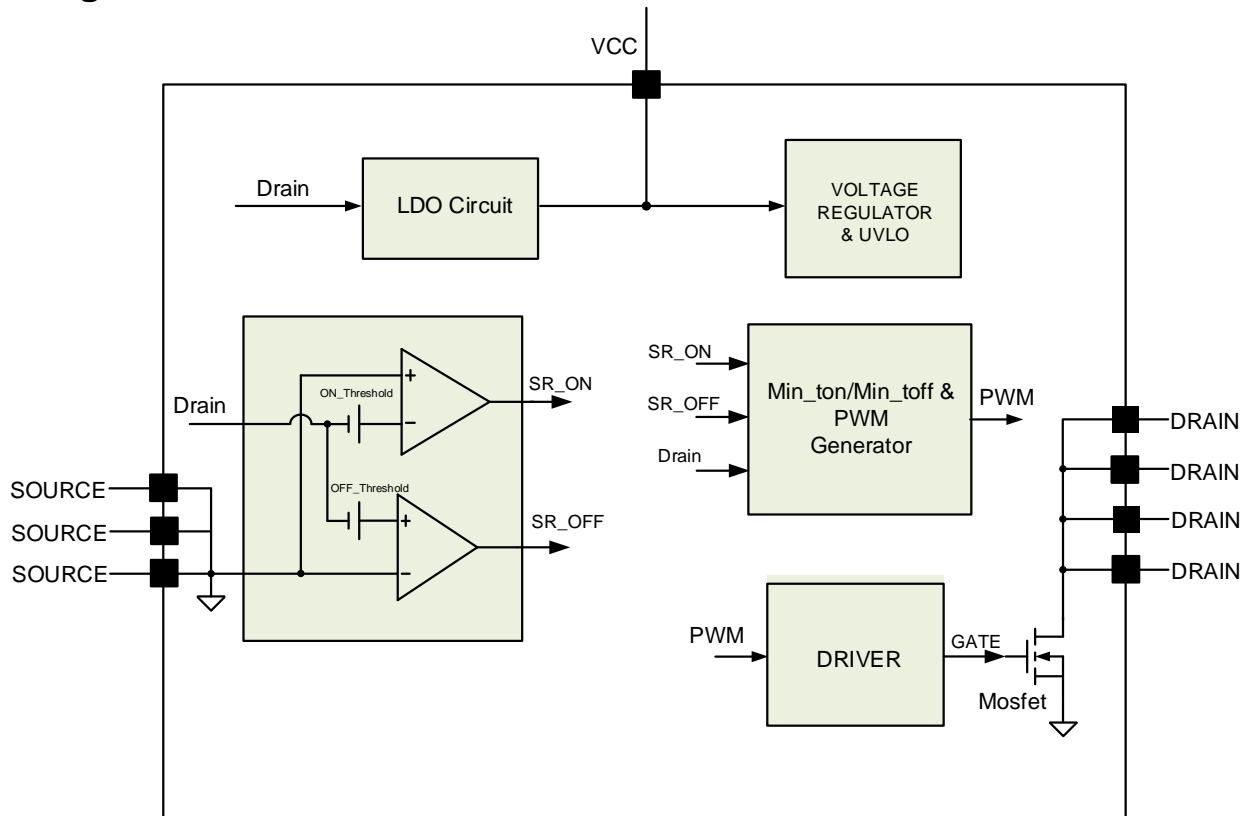 VCC
Drain
LDO Circuit
VOLTAGE
REGULATOR
& UVLO
SR_ON
Drain
ON_Threshold
+
−
OFF_Threshold
+
−
SR_ON
SR_OFF
SR_OFF
Drain
Min_ton/Min_toff &
PWM
Generator
PWM
SOURCE
SOURCE
SOURCE
DRAIN
DRAIN
DRAIN
DRAIN
PWM
DRIVER
GATE
Mosfet